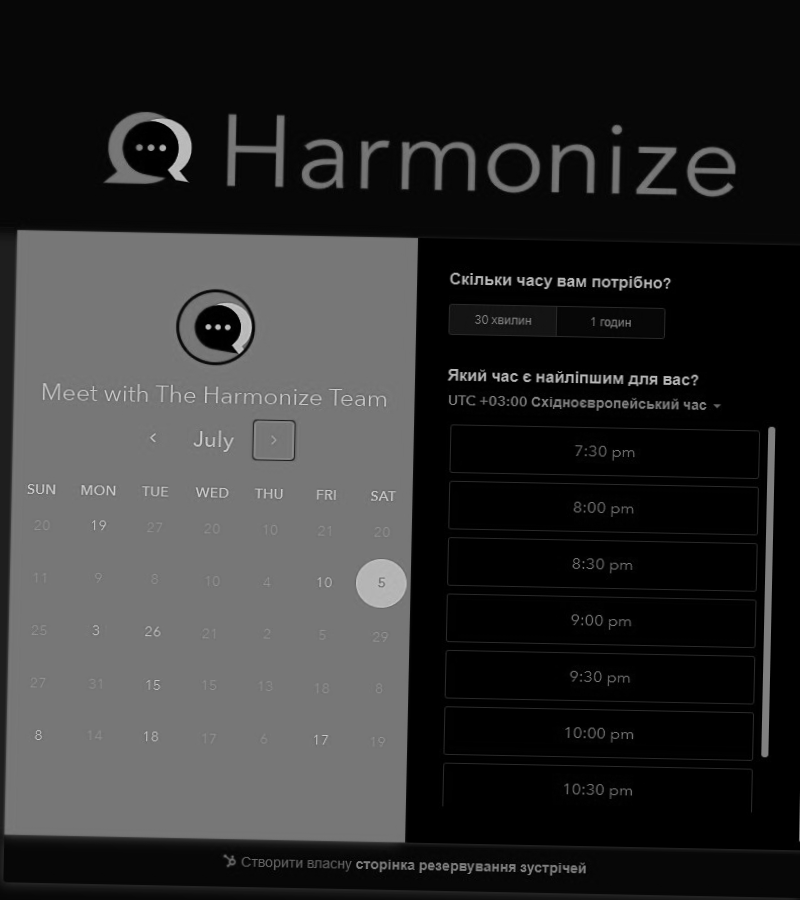 Harmonize
Meet with The Harmonize Team
July
SUN MON TUE WED THU FRI SAT
20 19 27 20 10 21 20
11 9 8 10 4 10 5
25 3 26 21 2 5 29
27 31 15 15 13 18 8
8 14 18 17 6 17 19
Скільки часу вам потрібно?
30 хвилин 1 годин
Який час є найліпшим для вас?
UTC +03:00 Східноєвропейський час
7:30 pm
8:00 pm
8:30 pm
9:00 pm
9:30 pm
10:00 pm
10:30 pm
Створити власну сторінка резервування зустрічей